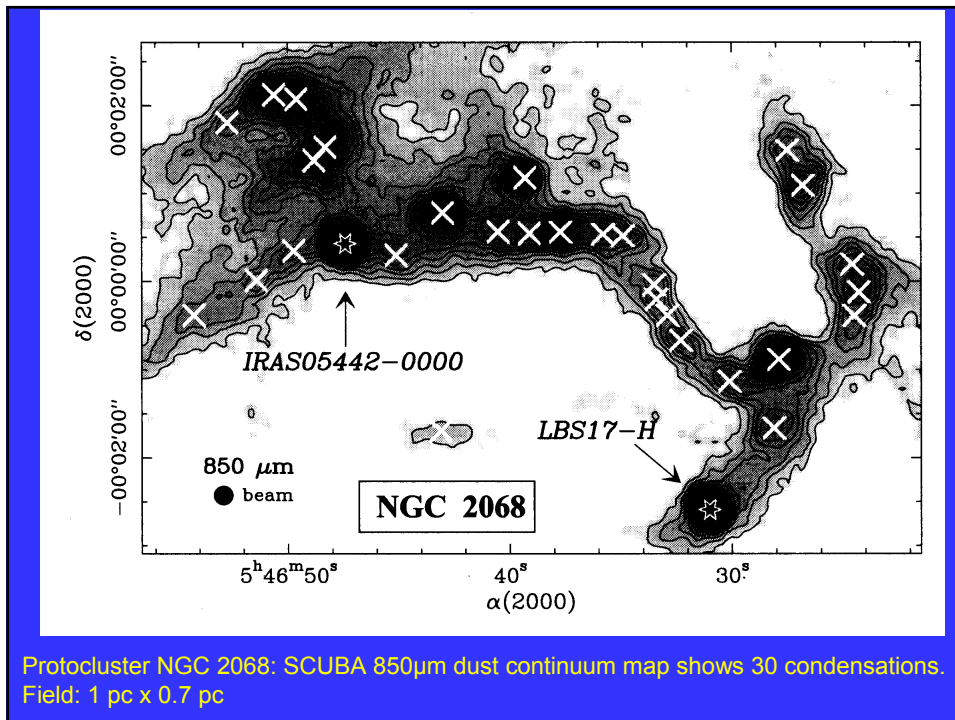 00°02'00"
00°00'00"
−00°02'00"
δ(2000)
IRAS05442−0000
LBS17−H
850 μm
beam
NGC 2068
5ʰ46ᵐ50ˢ
40ˢ
30ˢ
α(2000)
Protocluster NGC 2068: SCUBA 850µm dust continuum map shows 30 condensations.
Field: 1 pc x 0.7 pc